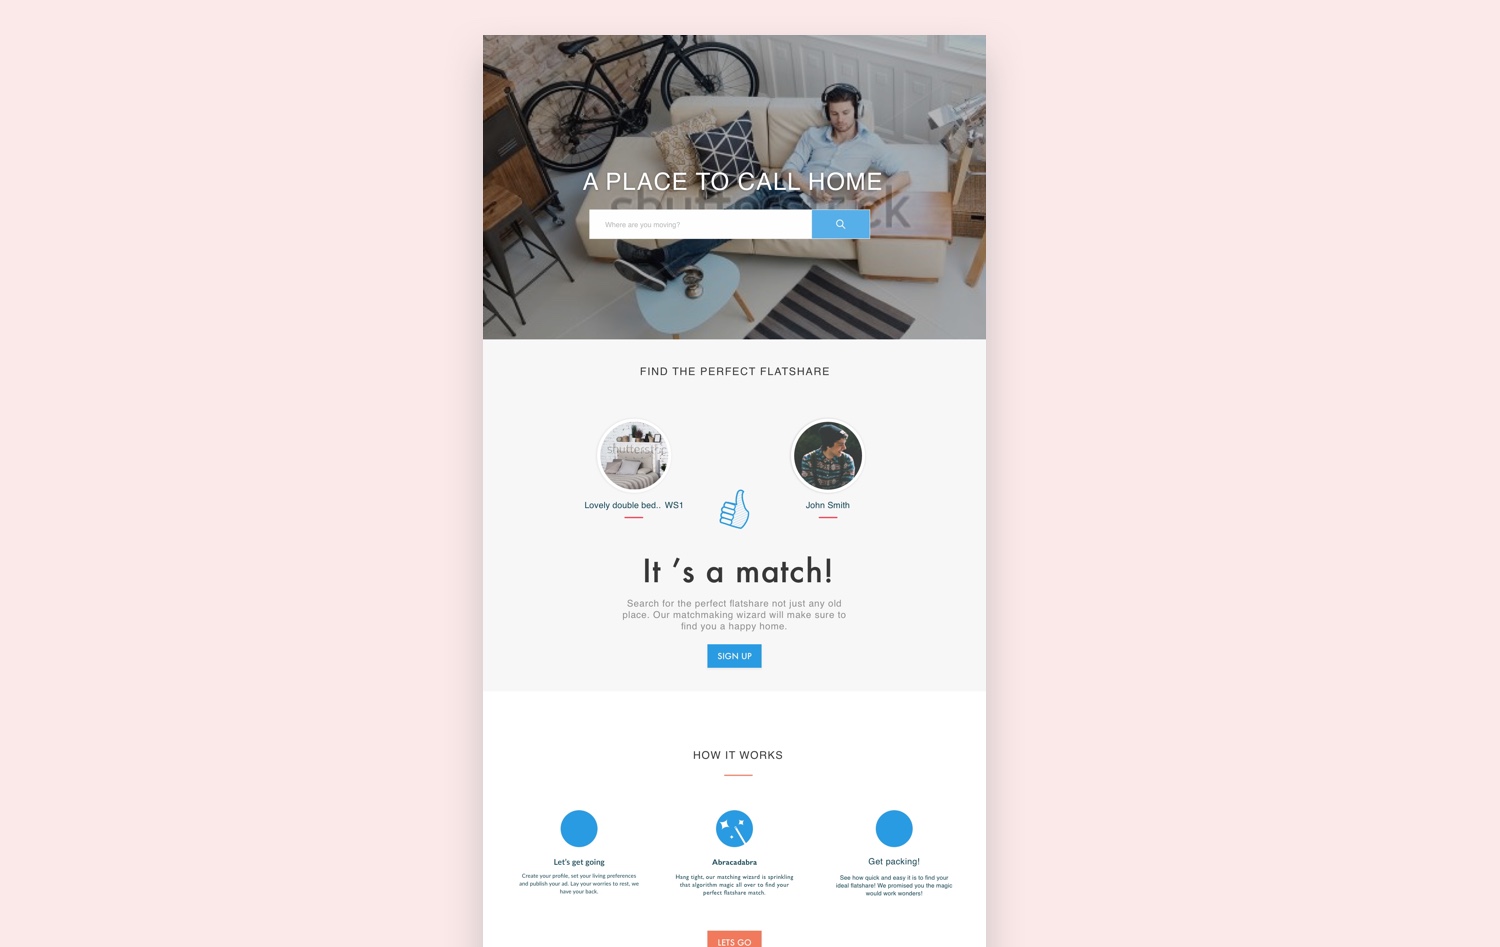 A PLACE TO CALL HOME
shutterstock
Where are you moving?
FIND THE PERFECT FLATSHARE
shutterstock
Lovely double bed.. WS1
John Smith
It ’s a match!
Search for the perfect flatshare not just any old
place. Our matchmaking wizard will make sure to
find you a happy home.
SIGN UP
HOW IT WORKS
Let's get going
Create your profile, set your living preferences
and publish your ad. Lay your worries to rest, we
have your back.
Abracadabra
Hang tight, our matching wizard is sprinkling
that algorithm magic all over to find your
perfect flatshare match.
Get packing!
See how quick and easy it is to find your
ideal flatshare! We promised you the magic
would work wonders!
LETS GO